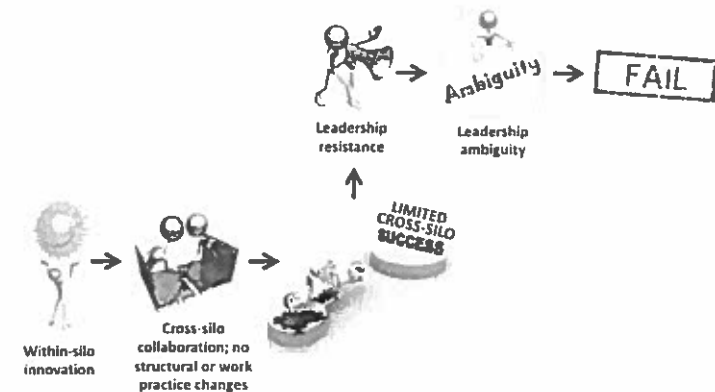 Ambiguity
FAIL
Leadership
resistance
Leadership
ambiguity
LIMITED
CROSS-SILO
SUCCESS
Within-silo
innovation
Cross-silo
collaboration; no
structural or work
practice changes